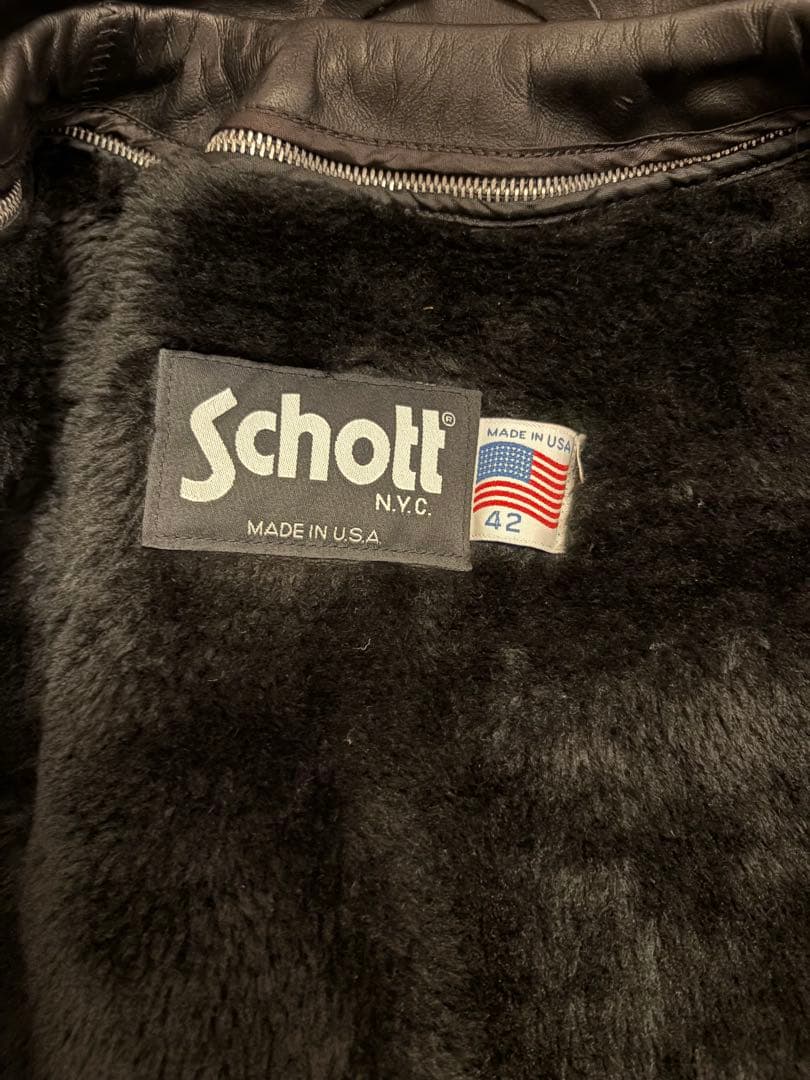 Schott®
N.Y.C.
MADE IN U.S.A.
MADE IN USA
42